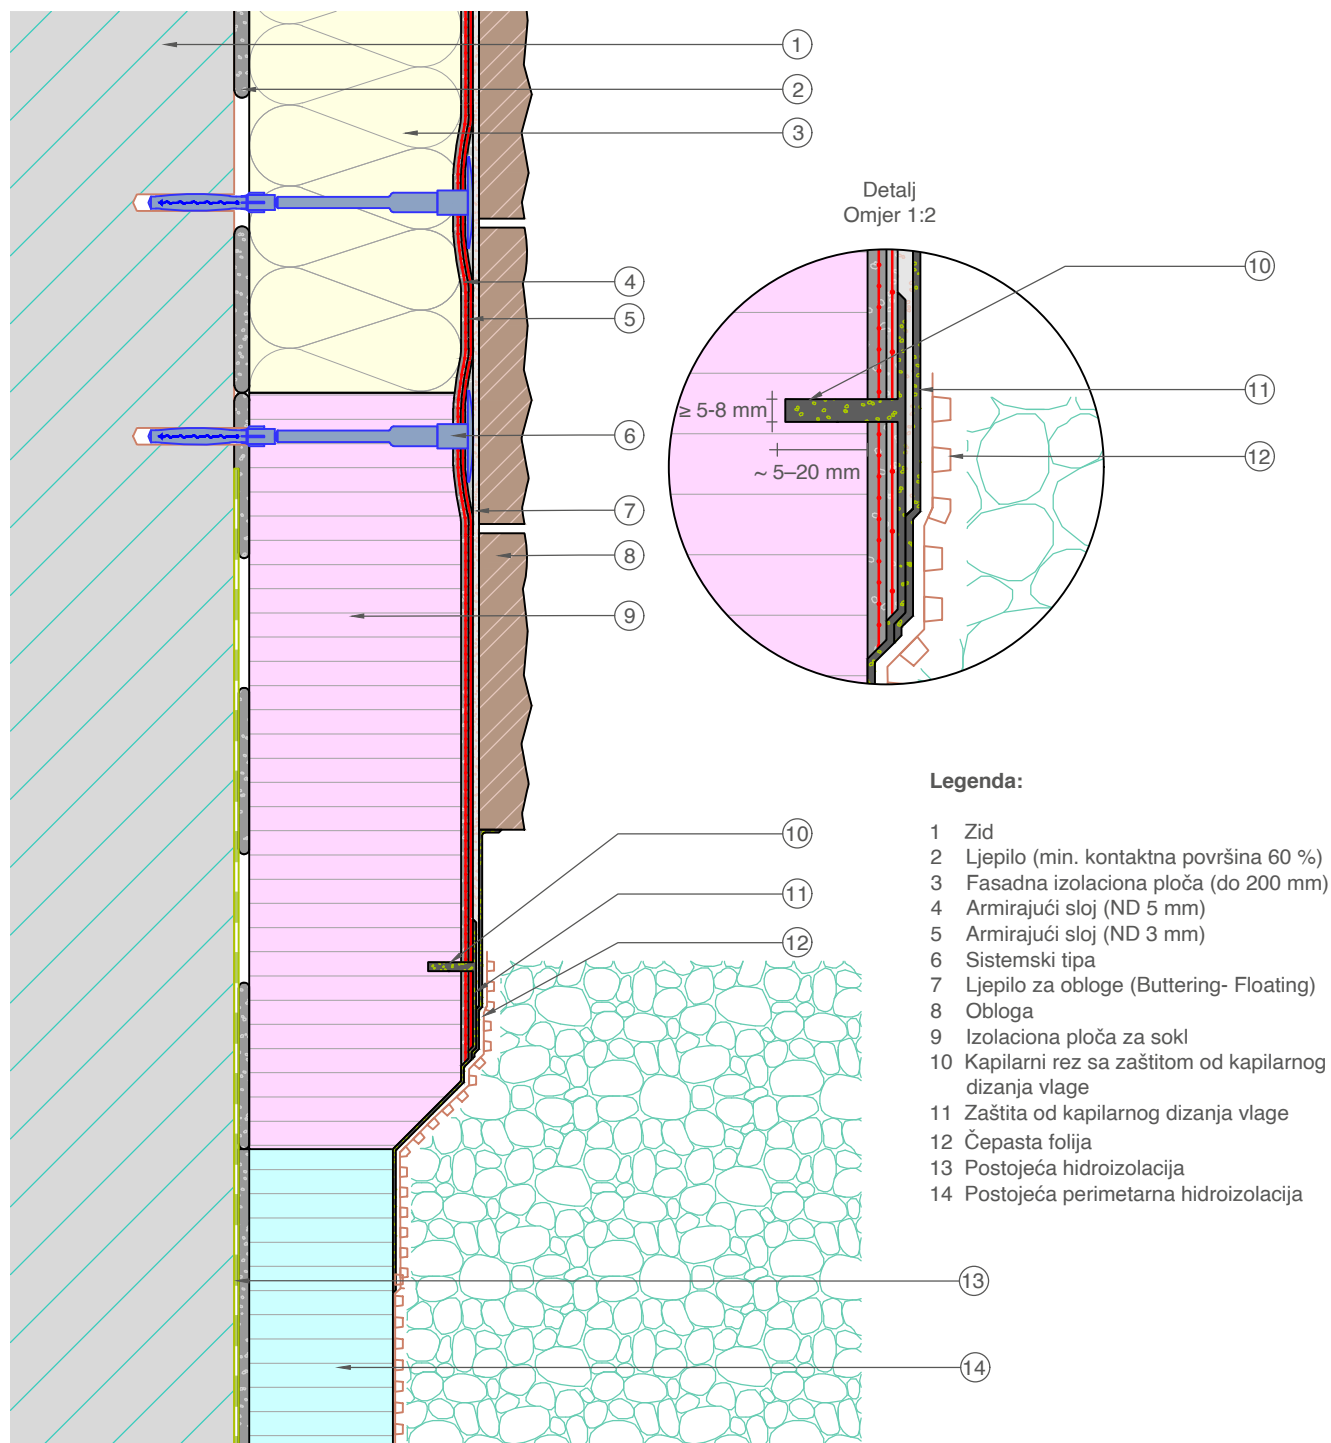 1
2
3
Detalj
Omjer 1:2
10
4
5
11
≥ 5-8 mm
6
12
~ 5–20 mm
7
8
9
Legenda:
1 Zid
2 Ljepilo (min. kontaktna površina 60 %)
3 Fasadna izolaciona ploča (do 200 mm)
4 Armirajući sloj (ND 5 mm)
5 Armirajući sloj (ND 3 mm)
6 Sistemski tipa
7 Ljepilo za obloge (Buttering- Floating)
8 Obloga
9 Izolaciona ploča za sokl
10 Kapilarni rez sa zaštitom od kapilarnog
dizanja vlage
11 Zaštita od kapilarnog dizanja vlage
12 Čepasta folija
13 Postojeća hidroizolacija
14 Postojeća perimetarna hidroizolacija
10
11
12
13
14